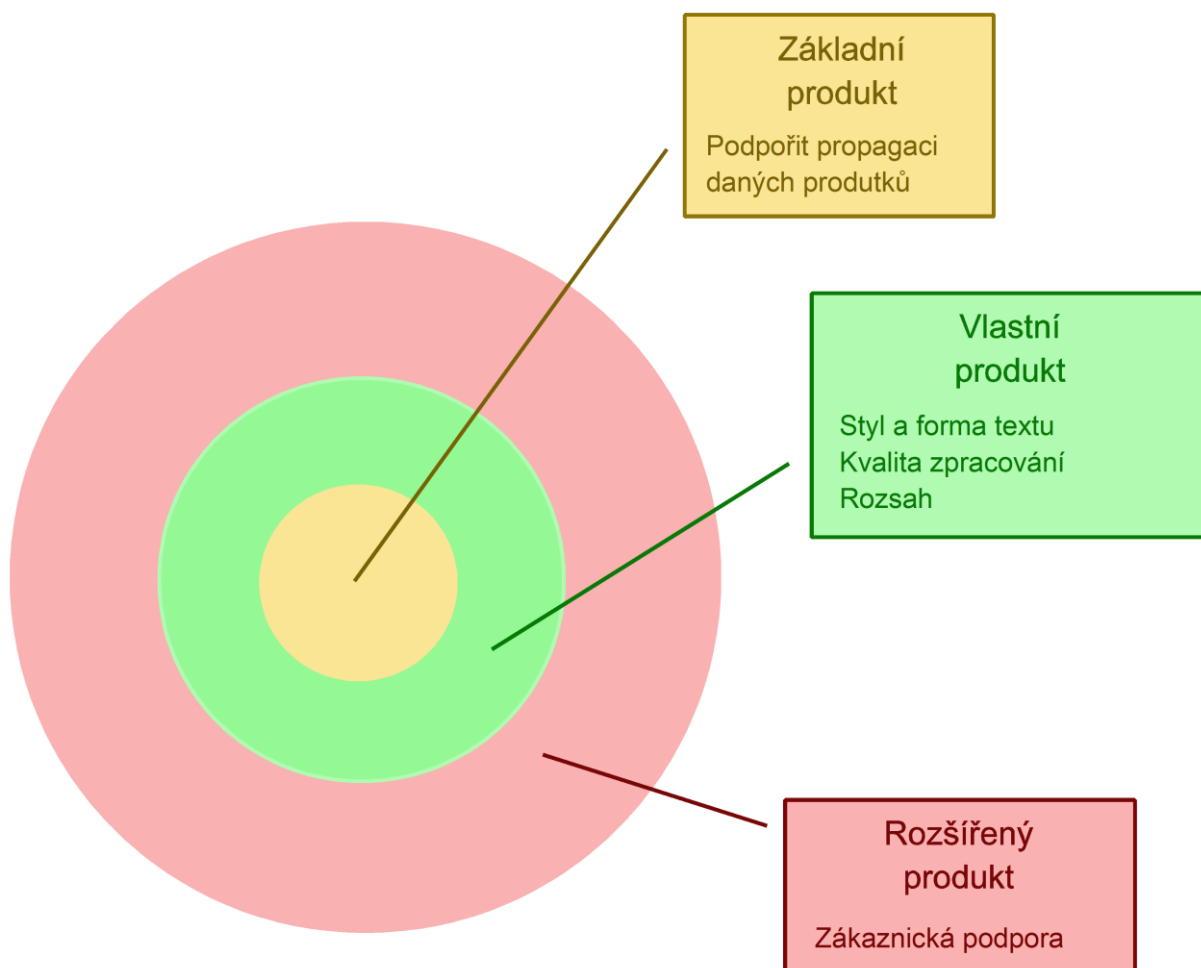 Základní
produkt
Podpořit propagaci
daných produtků
Vlastní
produkt
Styl a forma textu
Kvalita zpracování
Rozsah
Rozšířený
produkt
Zákaznická podpora